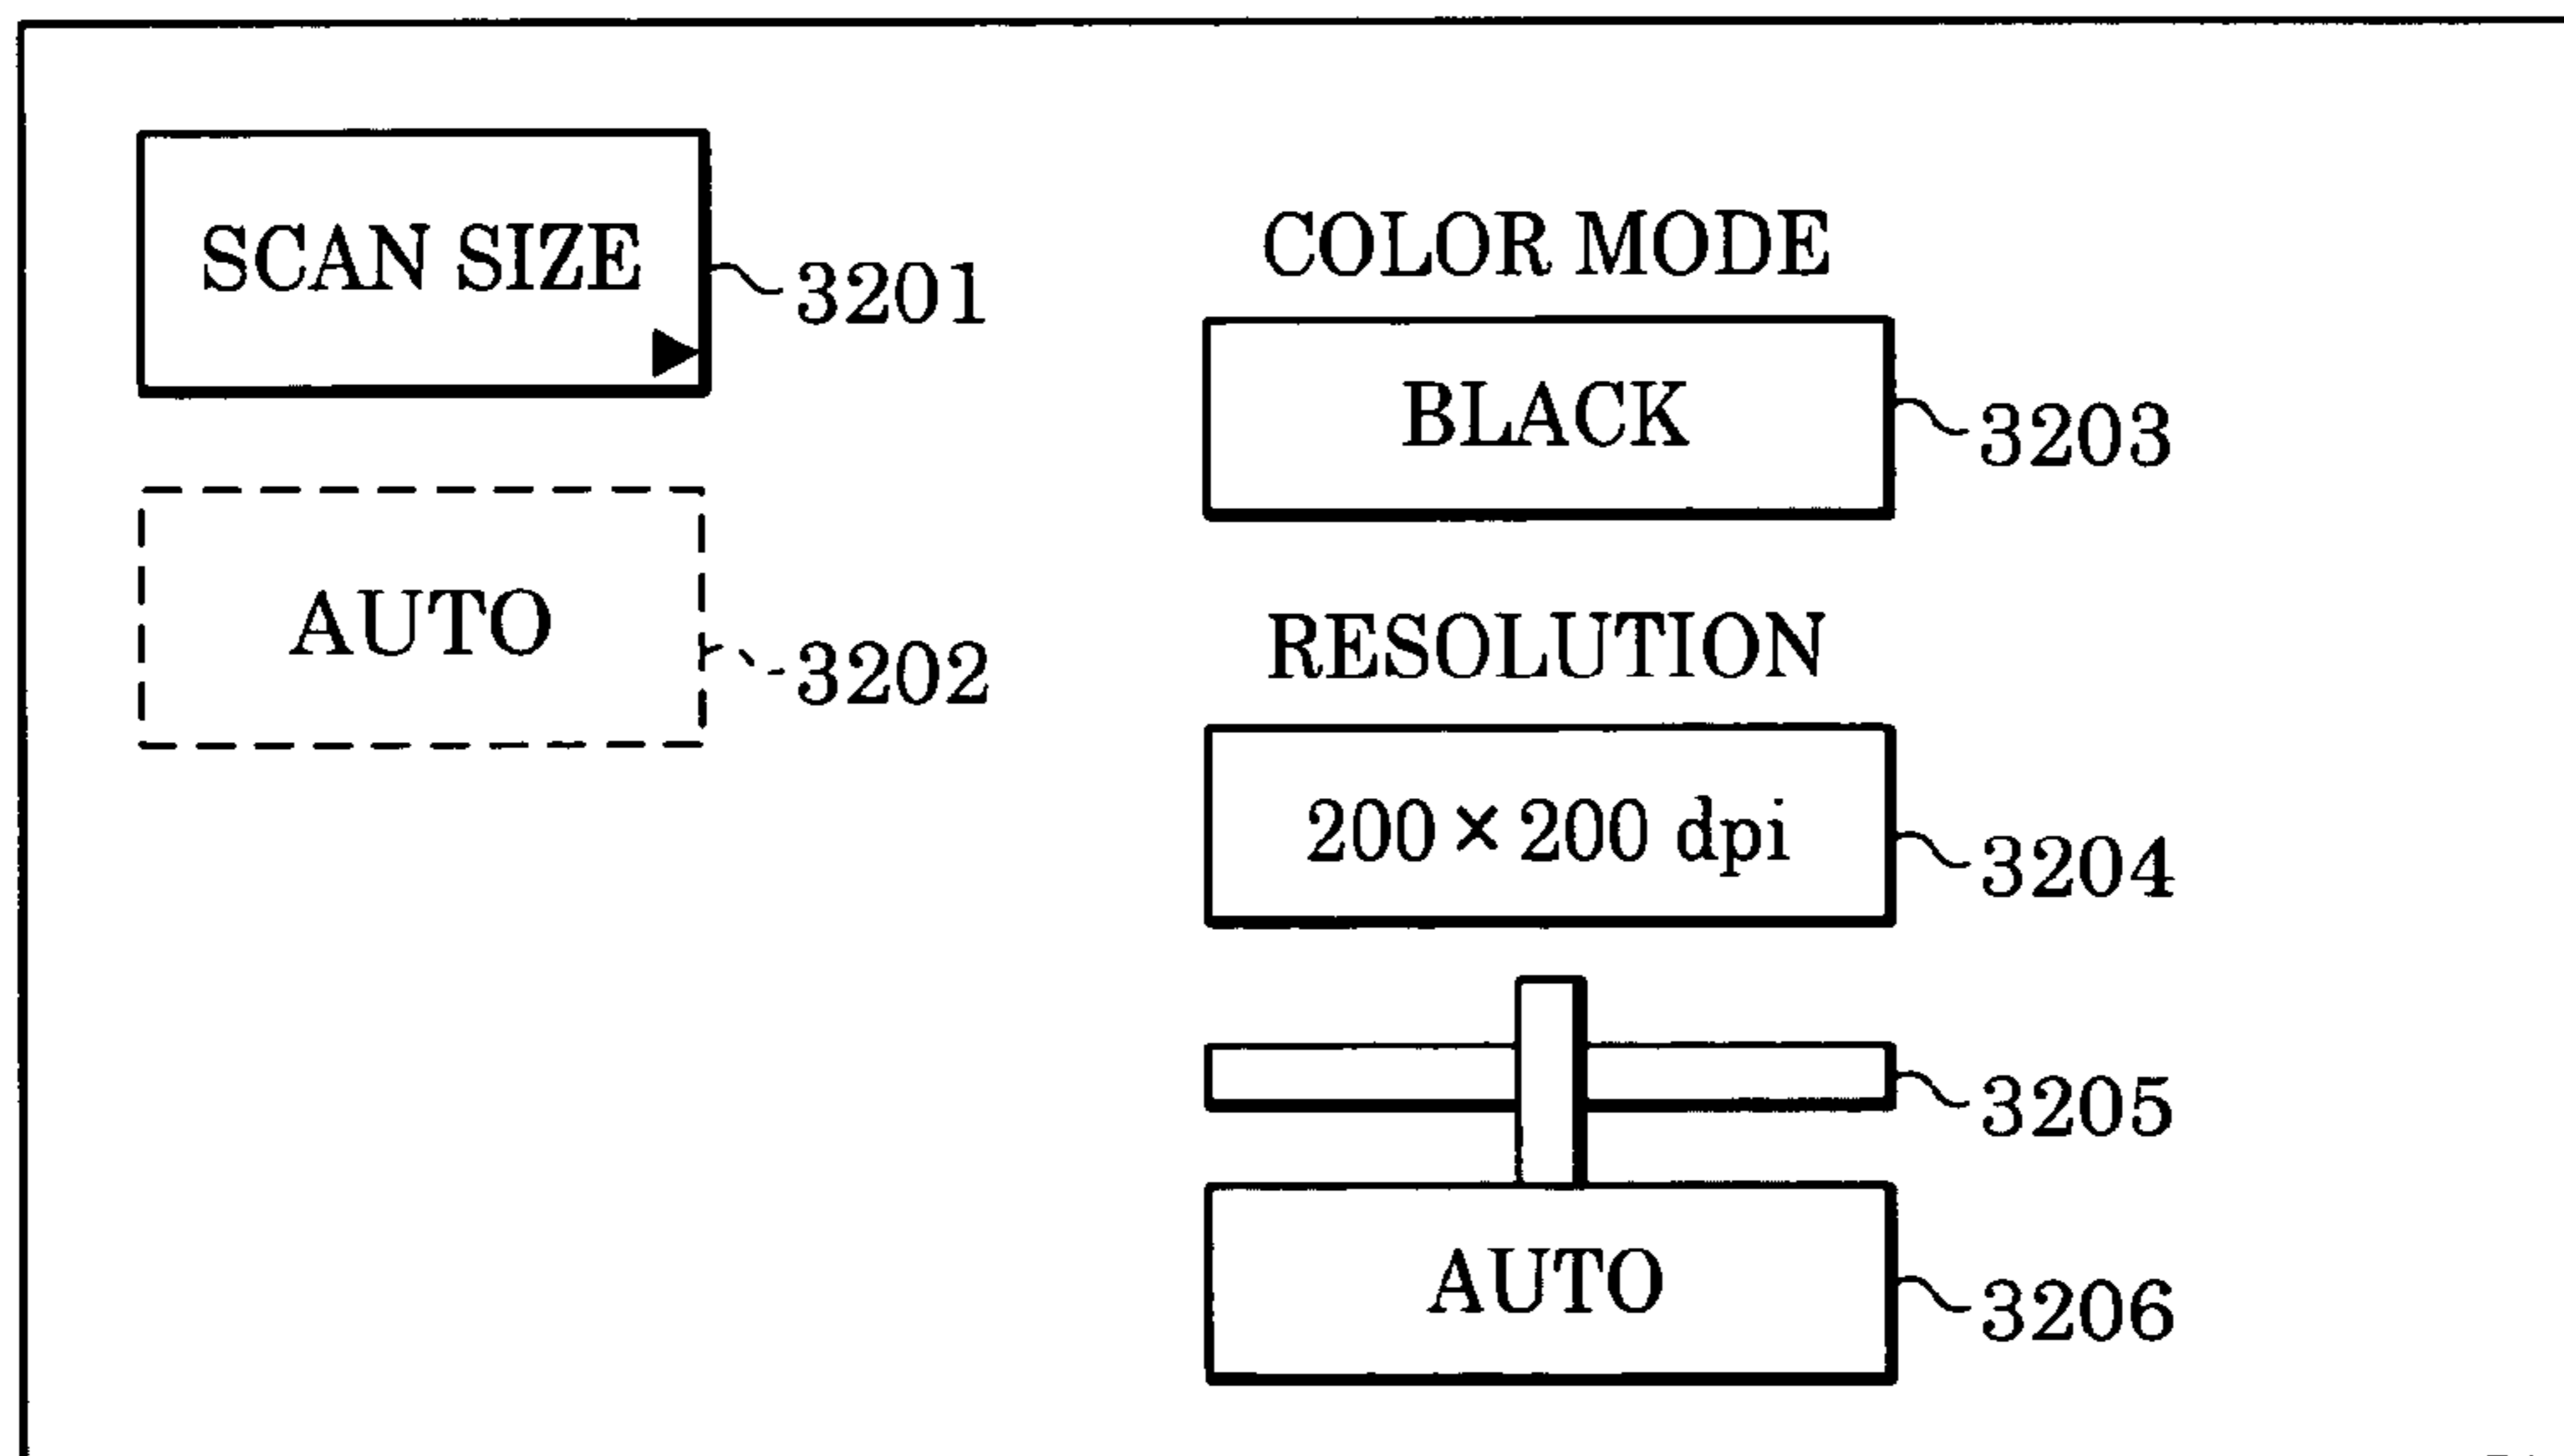 SCAN SIZE
3201
AUTO
3202
COLOR MODE
BLACK
3203
RESOLUTION
200 × 200 dpi
3204
3205
AUTO
3206